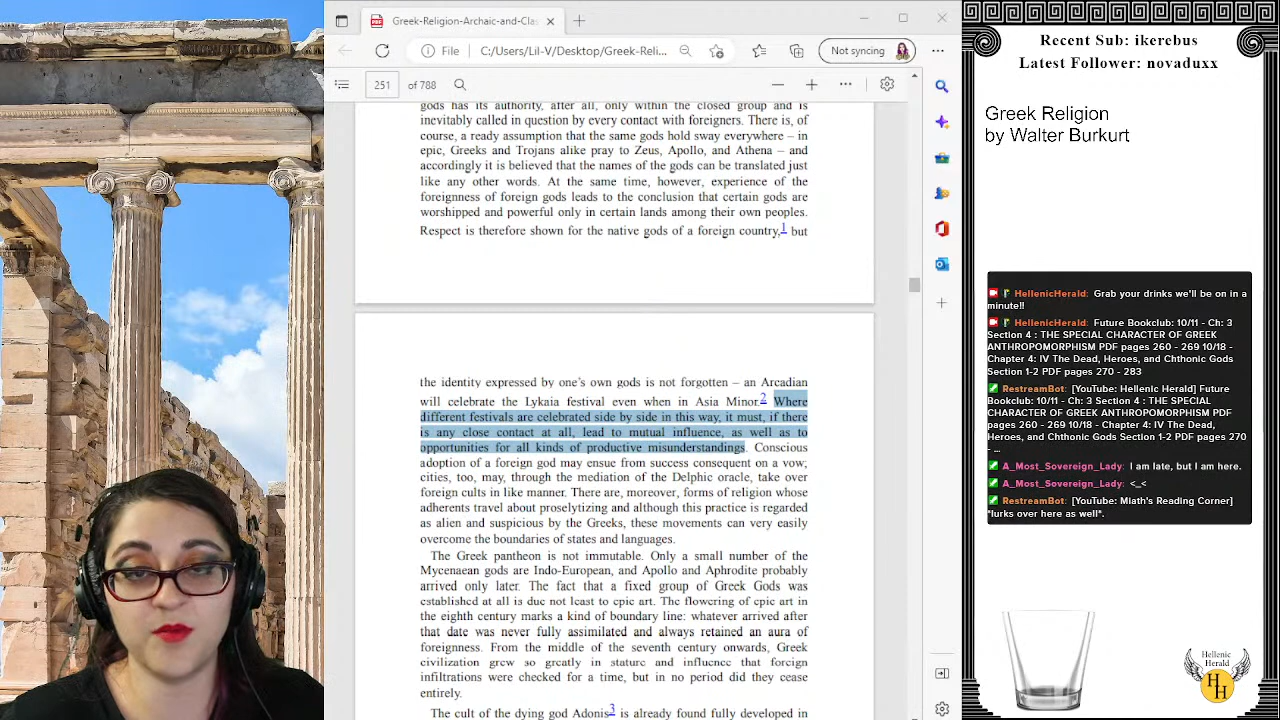 Greek-Religion-Archaic-and-Clas
File
C:/Users/Lil-V/Desktop/Greek-Reli...
Not syncing
251
of 788
gods has its authority, after all, only within the closed group and is
inevitably called in question by every contact with foreigners. There is, of
course, a ready assumption that the same gods hold sway everywhere – in
epic, Greeks and Trojans alike pray to Zeus, Apollo, and Athena – and
accordingly it is believed that the names of the gods can be translated just
like any other words. At the same time, however, experience of the
foreignness of foreign gods leads to the conclusion that certain gods are
worshipped and powerful only in certain lands among their own peoples.
Respect is therefore shown for the native gods of a foreign country,1 but
the identity expressed by one's own gods is not forgotten – an Arcadian
will celebrate the Lykaia festival even when in Asia Minor.2 Where
different festivals are celebrated side by side in this way, it must, if there
is any close contact at all, lead to mutual influence, as well as to
opportunities for all kinds of productive misunderstandings. Conscious
adoption of a foreign god may ensue from success consequent on a vow;
cities, too, may, through the mediation of the Delphic oracle, take over
foreign cults in like manner. There are, moreover, forms of religion whose
adherents travel about proselytizing and although this practice is regarded
as alien and suspicious by the Greeks, these movements can very easily
overcome the boundaries of states and languages.
The Greek pantheon is not immutable. Only a small number of the
Mycenaean gods are Indo-European, and Apollo and Aphrodite probably
arrived only later. The fact that a fixed group of Greek Gods was
established at all is due not least to epic art. The flowering of epic art in
the eighth century marks a kind of boundary line: whatever arrived after
that date was never fully assimilated and always retained an aura of
foreignness. From the middle of the seventh century onwards, Greek
civilization grew so greatly in stature and influence that foreign
infiltrations were checked for a time, but in no period did they cease
entirely.
The cult of the dying Adonis3 is already found fully developed in
Recent Sub: ikerebus
Latest Follower: novaduxx
Greek Religion
by Walter Burkurt
HellenicHerald: Grab your drinks we'll be on in a
minute!!
HellenicHerald: Future Bookclub: 10/11 - Ch: 3
Section 4 : THE SPECIAL CHARACTER OF GREEK
ANTHROPOMORPHISM PDF pages 260 - 269 10/18 -
Chapter 4: IV The Dead, Heroes, and Chthonic Gods
Section 1-2 PDF pages 270 - 283
RestreamBot: [YouTube: Hellenic Herald] Future
Bookclub: 10/11 - Ch: 3 Section 4 : THE SPECIAL
CHARACTER OF GREEK ANTHROPOMORPHISM PDF
pages 260 - 269 10/18 - Chapter 4: IV The Dead,
Heroes, and Chthonic Gods Section 1-2 PDF pages 270
- ...
A_Most_Sovereign_Lady: I am late, but I am here.
A_Most_Sovereign_Lady: <_<
RestreamBot: [YouTube: Miath's Reading Corner]
*lurks over here as well*.
Hellenic
Herald
HH